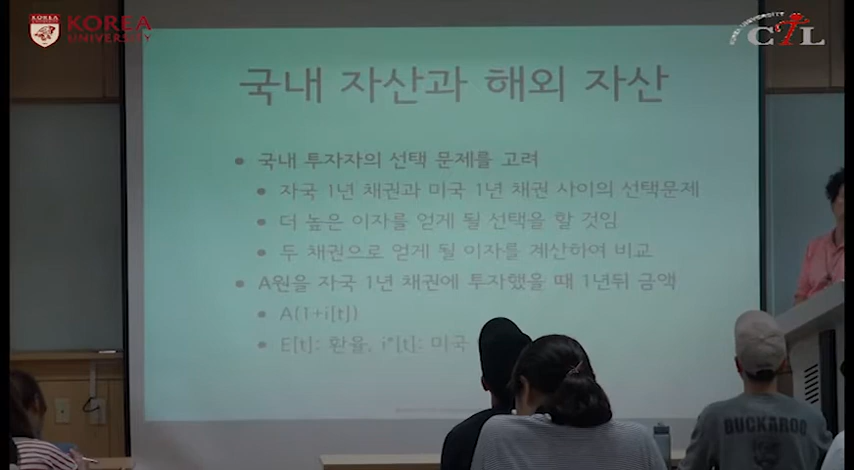 KOREA
UNIVERSITY
KOREA UNIVERSITY
CTL
국내 자산과 해외 자산
국내 투자자의 선택 문제를 고려
자국 1년 채권과 미국 1년 채권 사이의 선택문제
더 높은 이자를 얻게 될 선택을 할 것임
두 채권으로 얻게 될 이자를 계산하여 비교
A원을 자국 1년 채권에 투자했을 때 1년뒤 금액
A(1+i[t])
E[t]: 환율, i*[t]: 미국
BUCKAROO